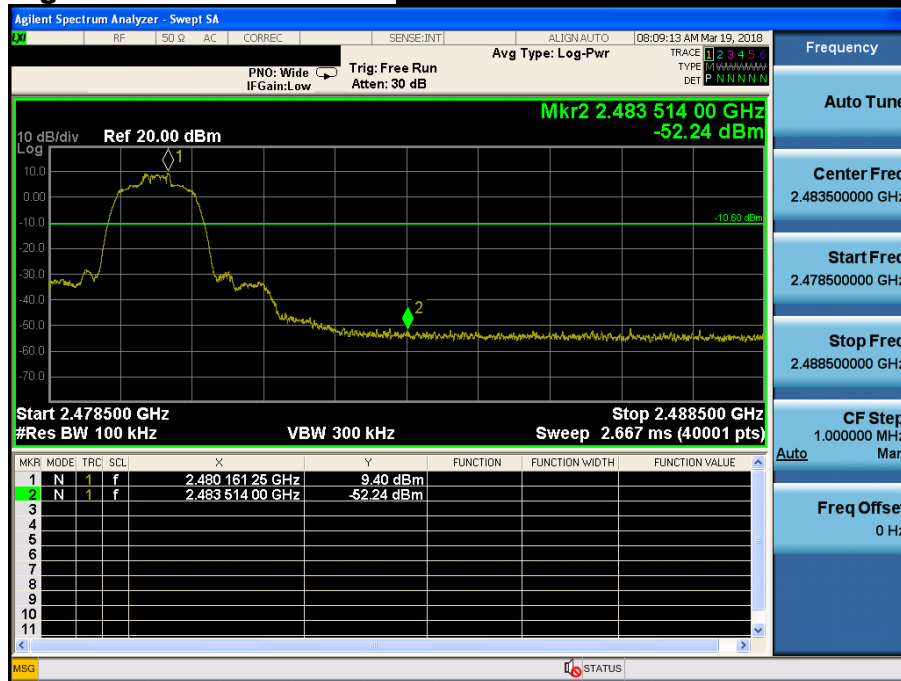 Agilent Spectrum Analyzer - Swept SA
LXI RF 50 Ω AC CORREC SENSE:INT ALIGN AUTO 08:09:13 AM Mar 19, 2018
Avg Type: Log-Pwr TRACE 1 2 3 4 5 6
PNO: Wide Trig: Free Run TYPE M WWWWW
IFGain:Low Atten: 30 dB DET P N N N N N
Mkr2 2.483 514 00 GHz
-52.24 dBm
10 dB/div Ref 20.00 dBm
Log
1
10.0
0.00
-10.0
-10.60 dBm
-20.0
-30.0
-40.0
2
-50.0
-60.0
-70.0
Start 2.478500 GHz Stop 2.488500 GHz
#Res BW 100 kHz VBW 300 kHz Sweep 2.667 ms (40001 pts)
MKR MODE TRC SCL X Y FUNCTION FUNCTION WIDTH FUNCTION VALUE
1 N 1 f 2.480 161 25 GHz 9.40 dBm
2 N 1 f 2.483 514 00 GHz -52.24 dBm
3
4
5
6
7
8
9
10
11
MSG STATUS
Frequency
Auto Tune
Center Freq
2.483500000 GHz
Start Freq
2.478500000 GHz
Stop Freq
2.488500000 GHz
CF Step
1.000000 MHz
Auto Man
Freq Offset
0 Hz